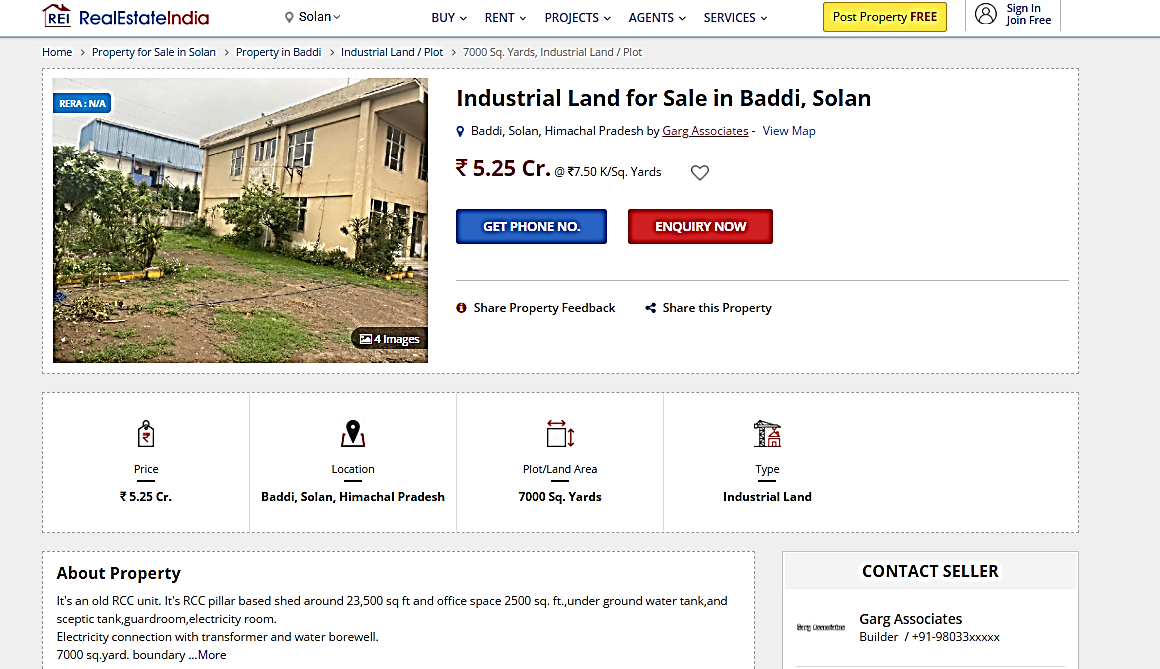 REI RealEstateIndia
Solan
BUY RENT PROJECTS AGENTS SERVICES
Post Property FREE
Sign In
Join Free
Home > Property for Sale in Solan > Property in Baddi > Industrial Land / Plot > 7000 Sq. Yards, Industrial Land / Plot
RERA : N/A
4 Images
Industrial Land for Sale in Baddi, Solan
Baddi, Solan, Himachal Pradesh by Garg Associates - View Map
₹ 5.25 Cr. @ ₹7.50 K/Sq. Yards
GET PHONE NO. ENQUIRY NOW
Share Property Feedback Share this Property
Price
₹ 5.25 Cr.
Location
Baddi, Solan, Himachal Pradesh
Plot/Land Area
7000 Sq. Yards
Type
Industrial Land
About Property
It's an old RCC unit. It's RCC pillar based shed around 23,500 sq ft and office space 2500 sq. ft.,under ground water tank,and
sceptic tank,guardroom,electricity room.
Electricity connection with transformer and water borewell.
7000 sq.yard. boundary ...More
CONTACT SELLER
Garg Associates
Garg Associates
Builder / +91-98033xxxxx